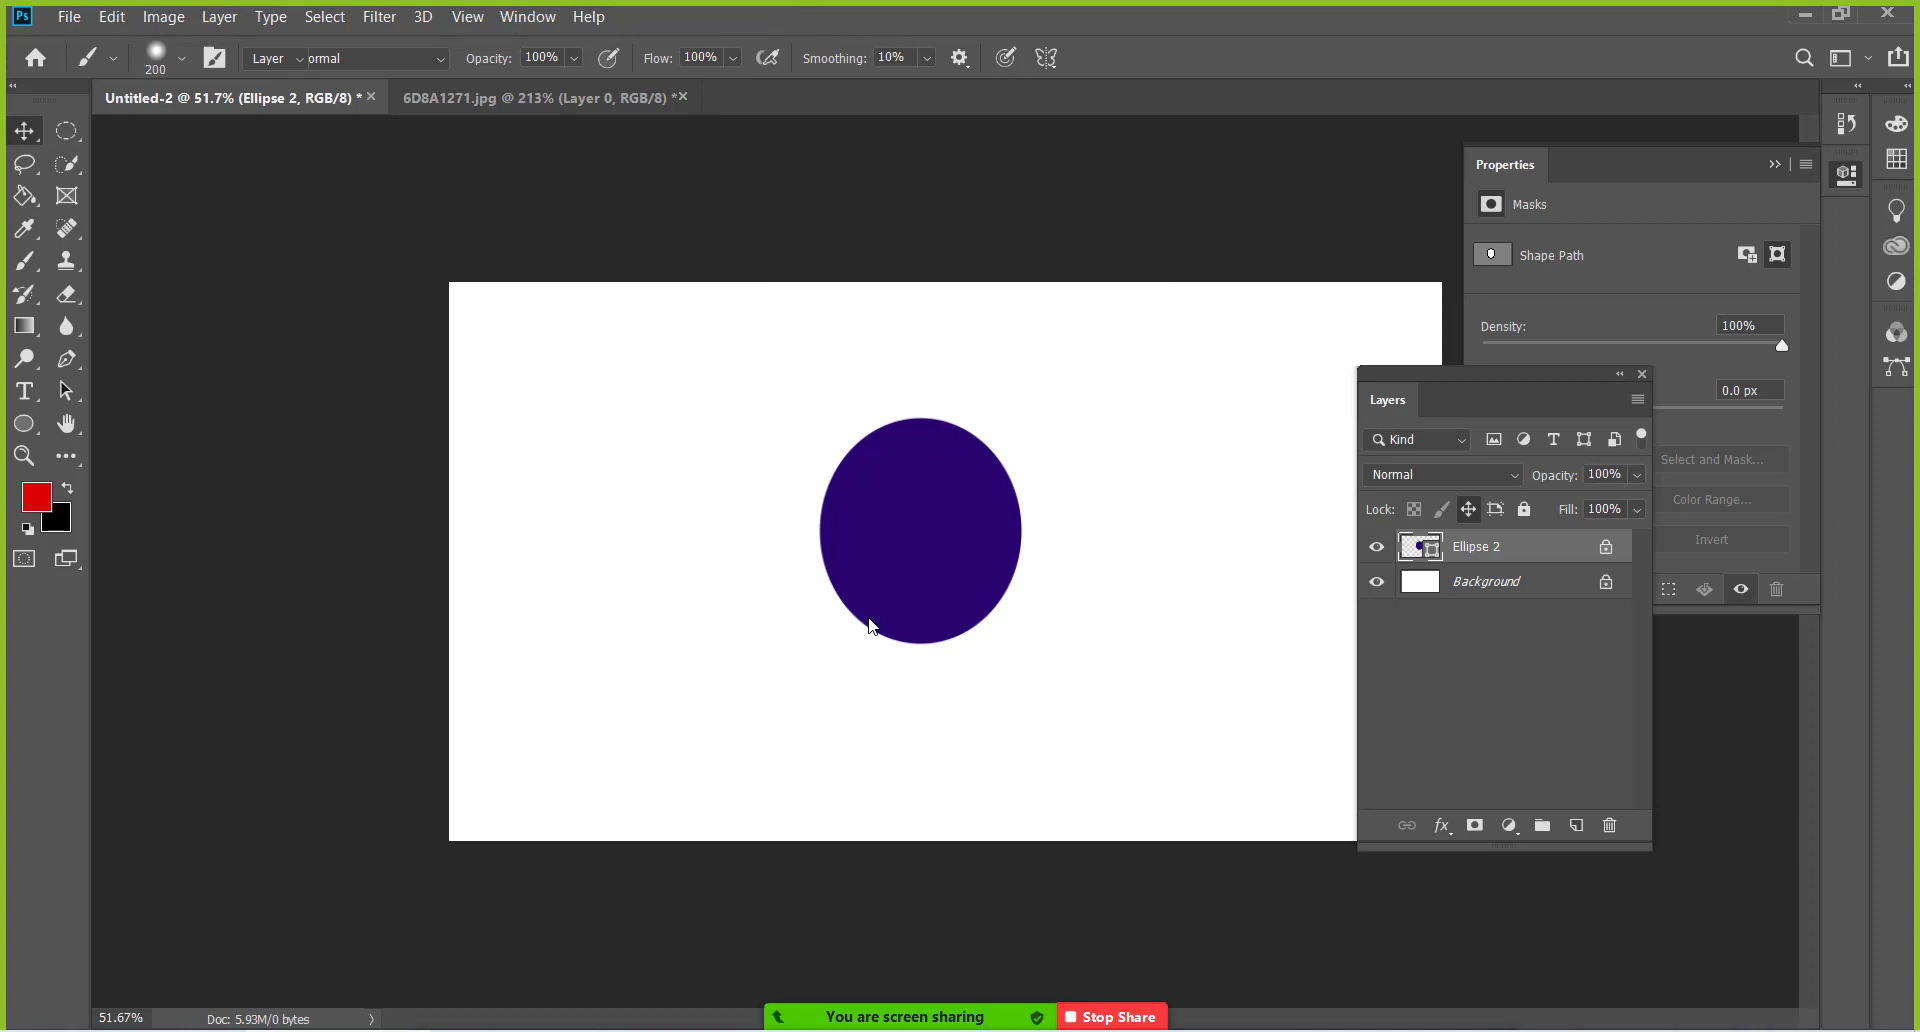 Ps File Edit Image Layer Type Select Filter 3D View Window Help
200 Layer ormal Opacity: 100% Flow: 100% Smoothing: 10%
Untitled-2 @ 51.7% (Ellipse 2, RGB/8) * 6D8A1271.jpg @ 213% (Layer 0, RGB/8) *
Properties
Masks
Shape Path
Density: 100%
0.0 px
Layers
Kind
Normal Opacity: 100%
Select and Mask...
Lock: Fill: 100%
Color Range...
Ellipse 2
Invert
Background
fx
51.67% Doc: 5.93M/0 bytes
You are screen sharing Stop Share